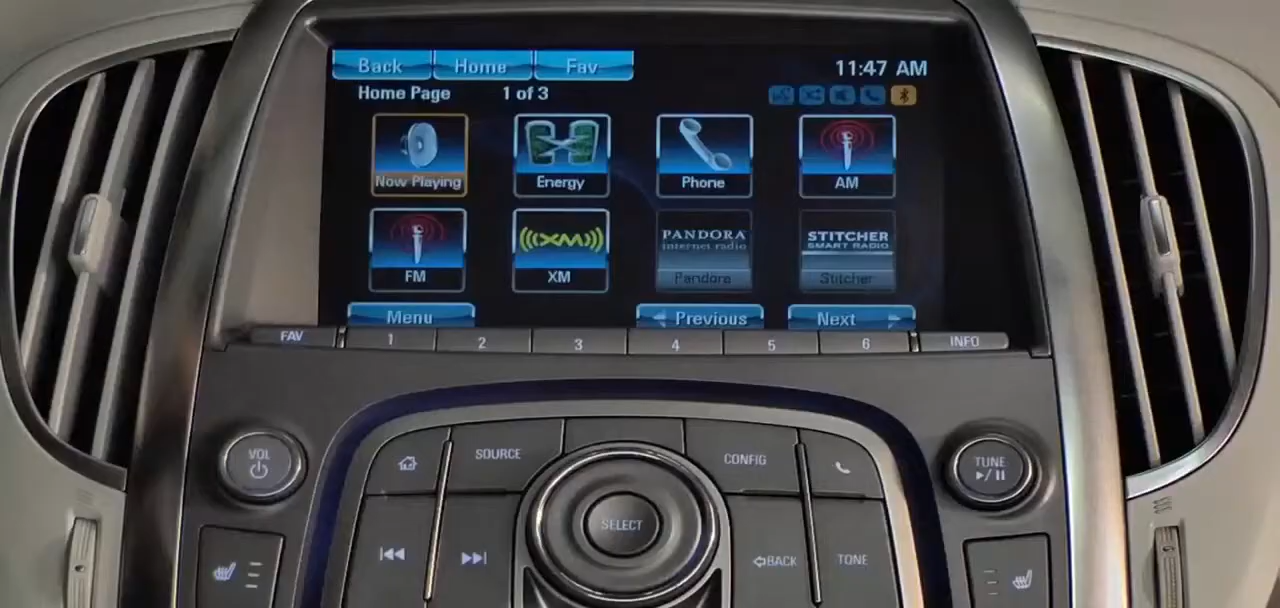 Back Home Fav 11:47 AM
Home Page 1 of 3
Now Playing Energy Phone AM
PANDORA STITCHER
internet radio SMART RADIO
XM
FM XM Pandora Stitcher
Menu Previous Next
FAV 1 2 3 4 5 6 INFO
VOL SOURCE CONFIG TUNE
SELECT
BACK TONE